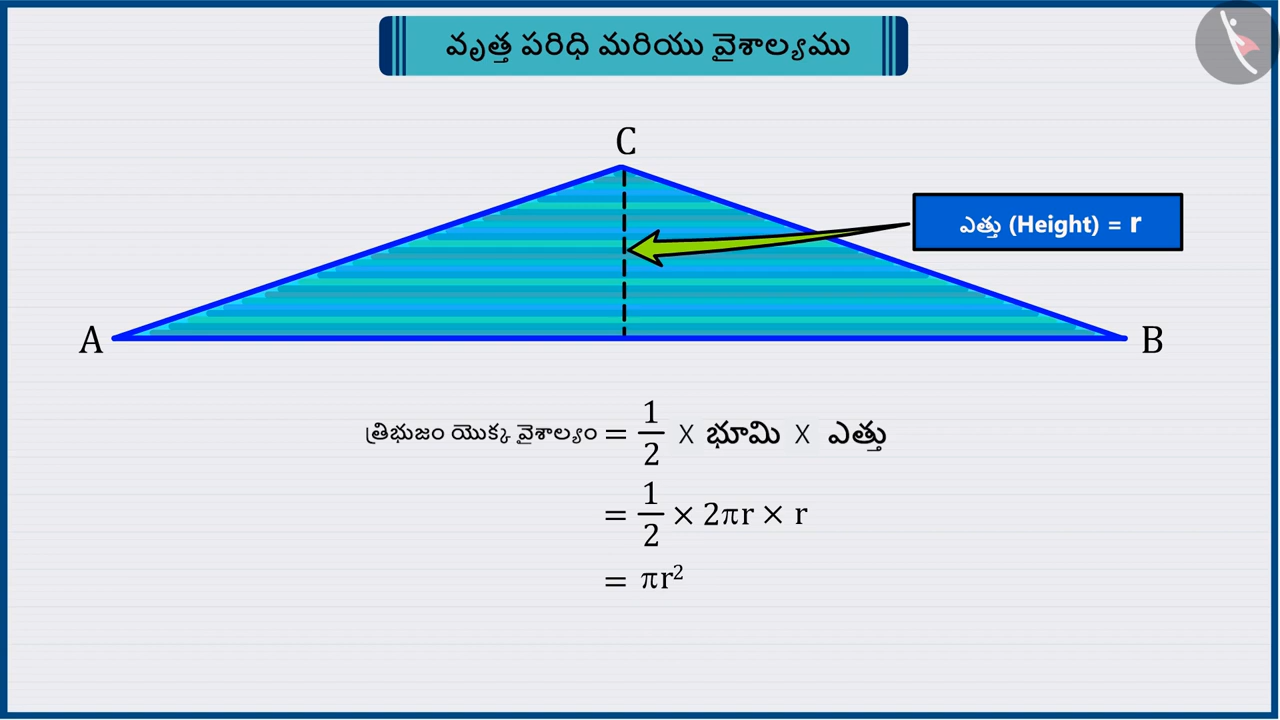 వృత్త పరిధి మరియు వైశాల్యము
C
ఎత్తు (Height) = r
A
B
త్రిభుజం యొక్క వైశాల్యం = 1/2 X భూమి X ఎత్తు
= 1/2 × 2πr × r
= πr²